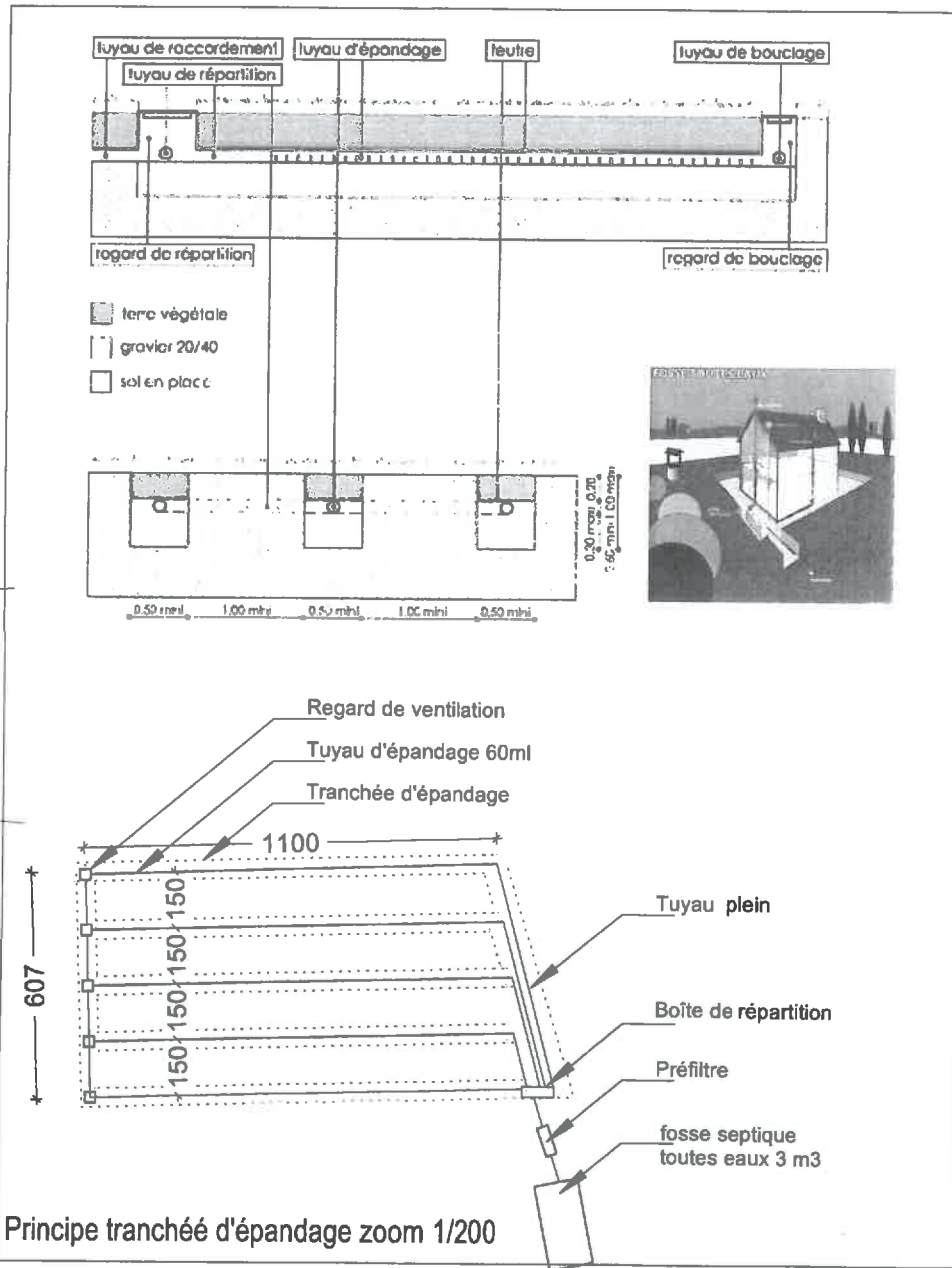 tuyau de raccordement
tuyau d'épandage
feutre
tuyau de bouclage
tuyau de répartition
regard de répartition
regard de bouclage
terre végétale
gravier 20/40
sol en place
0.50 mini
1.00 mini
0.50 mini
1.00 mini
0.50 mini
Regard de ventilation
Tuyau d'épandage 60ml
Tranchée d'épandage
1100
150
150
150
150
607
Tuyau plein
Boîte de répartition
Préfiltre
fosse septique
toutes eaux 3 m3
Principe tranchéé d'épandage zoom 1/200